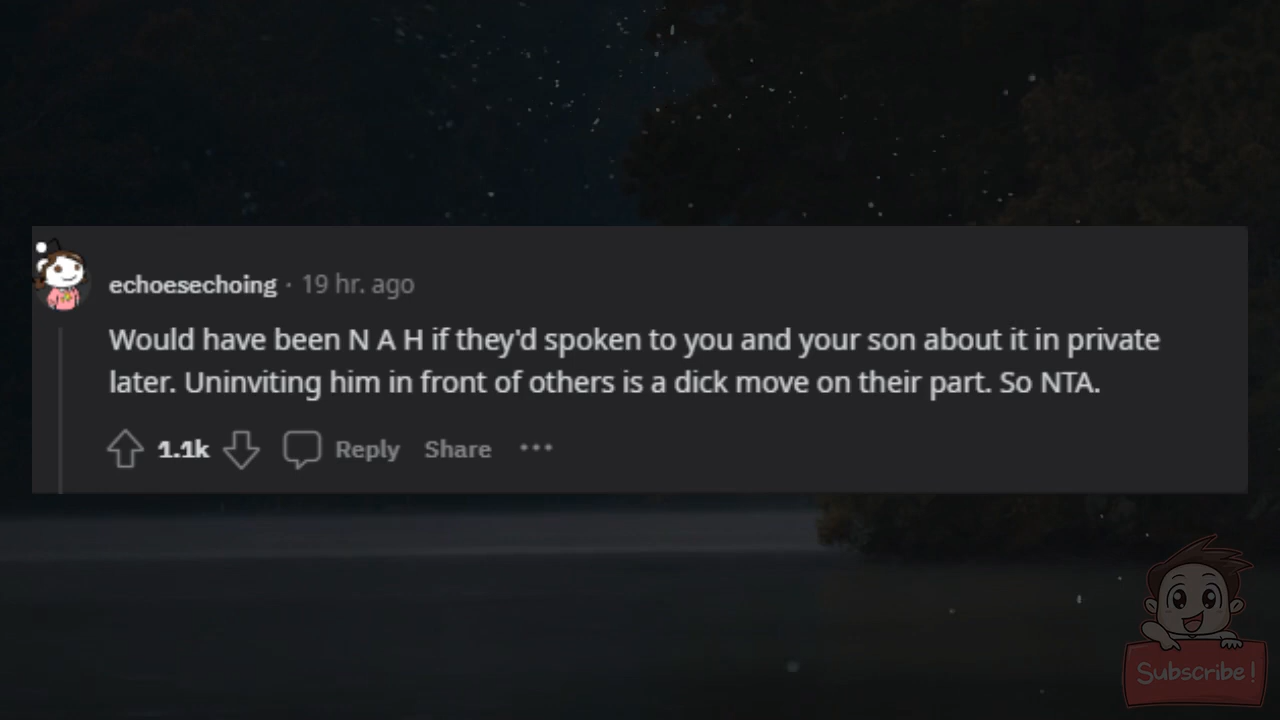 echoesechoing · 19 hr. ago
Would have been N A H if they'd spoken to you and your son about it in private
later. Uninviting him in front of others is a dick move on their part. So NTA.
1.1k Reply Share ···
Subscribe!